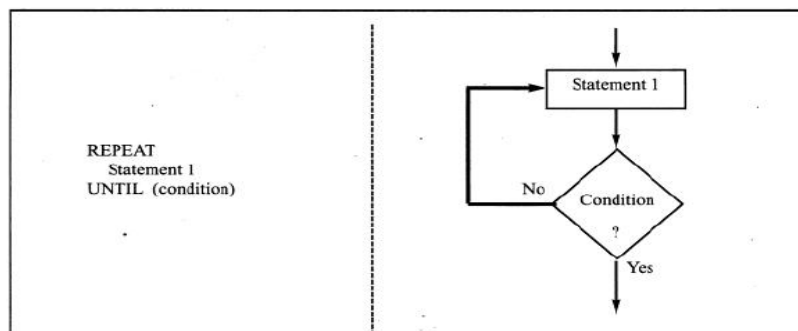 REPEAT
Statement 1
UNTIL (condition)
Statement 1
No
Condition
?
Yes